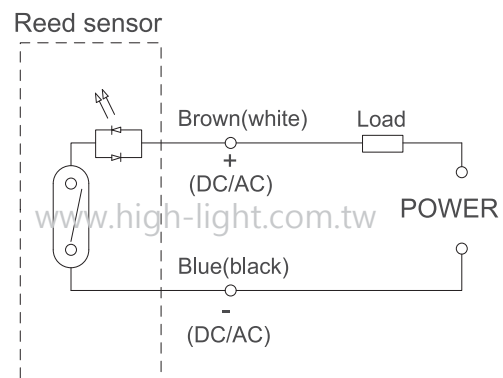 Reed sensor
Brown(white)
Load
+
(DC/AC)
www.high-light.com.tw
POWER
Blue(black)
-
(DC/AC)